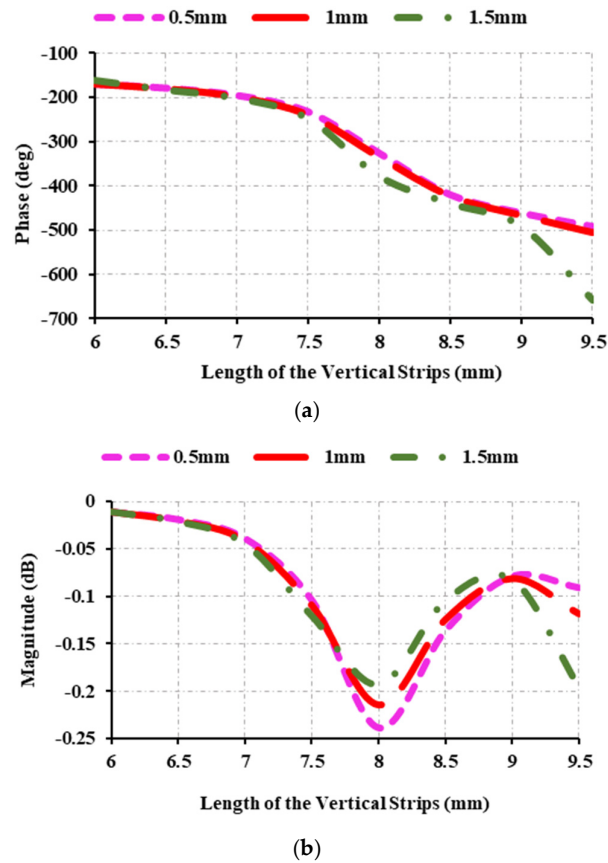 0.5mm 1mm 1.5mm
-100
-200
-300
-400
-500
-600
-700
Phase (deg)
6 6.5 7 7.5 8 8.5 9 9.5
Length of the Vertical Strips (mm)
(a)
0.5mm 1mm 1.5mm
0
-0.05
-0.1
-0.15
-0.2
-0.25
Magnitude (dB)
6 6.5 7 7.5 8 8.5 9 9.5
Length of the Vertical Strips (mm)
(b)